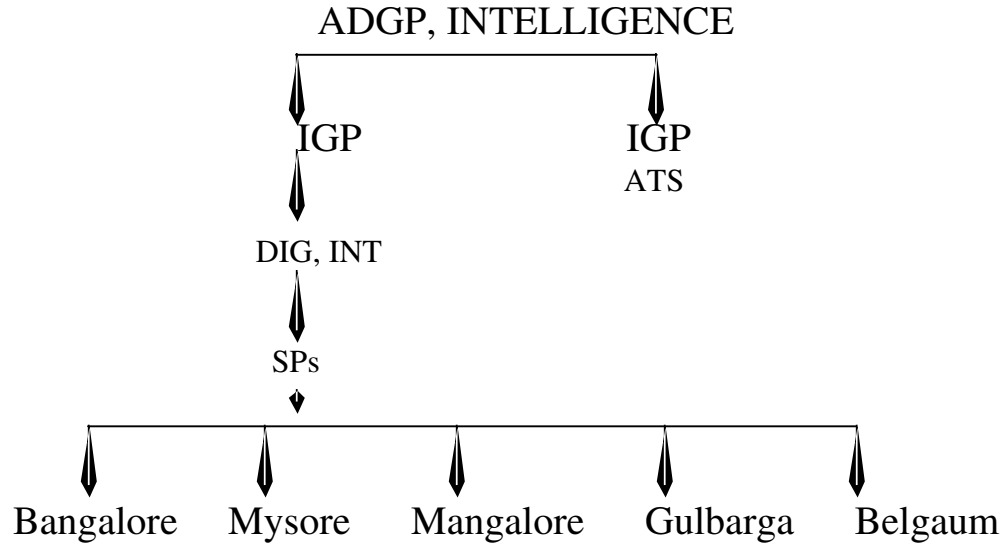 ADGP, INTELLIGENCE
IGP IGP
ATS
DIG, INT
SPs
Bangalore Mysore Mangalore Gulbarga Belgaum